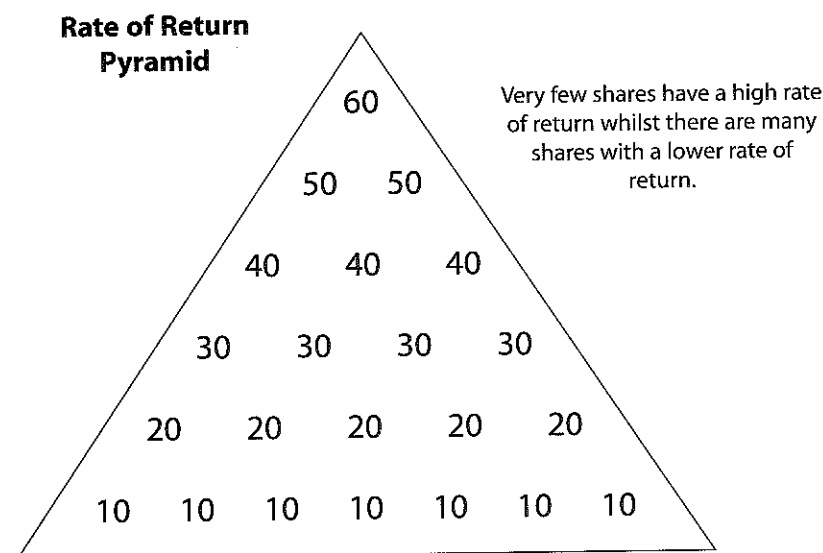 Rate of Return
Pyramid
Very few shares have a high rate
of return whilst there are many
shares with a lower rate of
return.
60
50 50
40 40 40
30 30 30 30
20 20 20 20 20
10 10 10 10 10 10 10